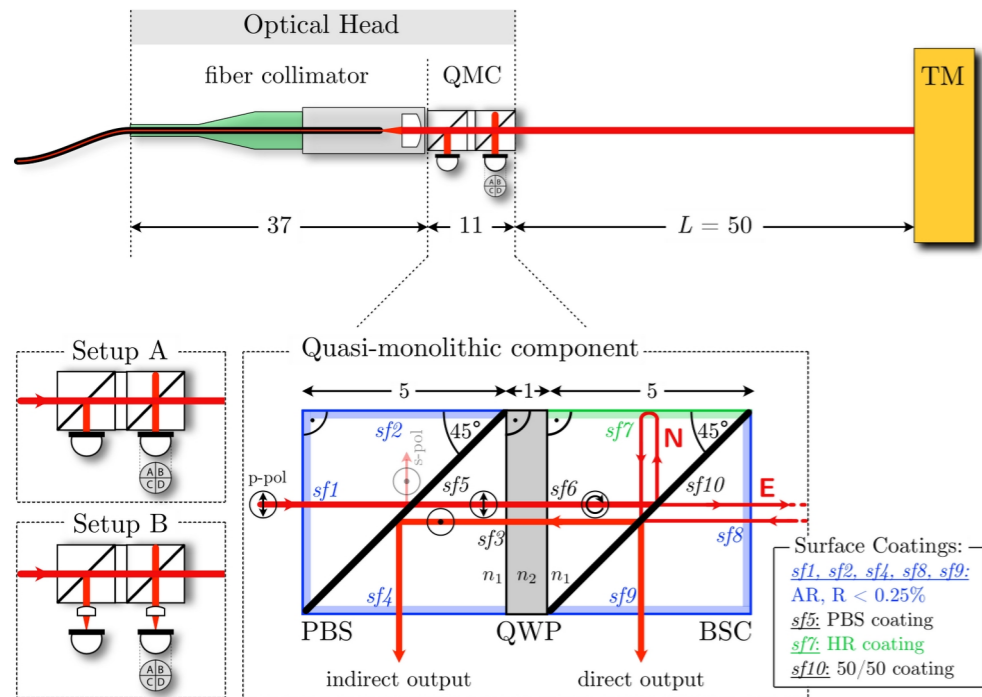 Optical Head
fiber collimator
QMC
TM
37
11
L = 50
A B
C D
Setup A
A B
C D
Setup B
A B
C D
Quasi-monolithic component
5
1
5
sf2
45°
sf7
N
45°
p-pol
s-pol
sf1
sf5
sf6
sf10
E
sf3
sf8
n1
n2
n1
sf4
sf9
PBS
QWP
BSC
indirect output
direct output
Surface Coatings:
sf1, sf2, sf4, sf8, sf9:
AR, R < 0.25%
sf5: PBS coating
sf7: HR coating
sf10: 50/50 coating